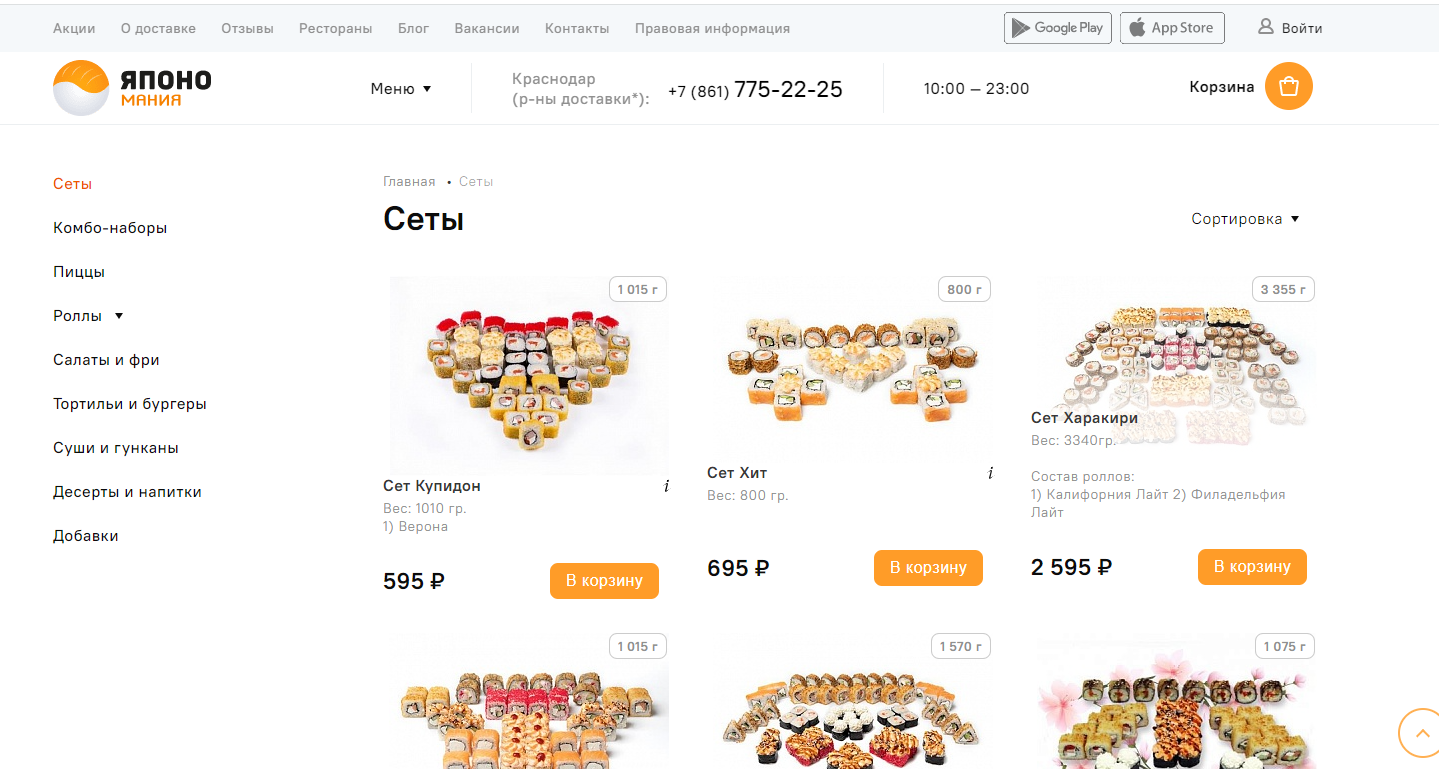 Акции О доставке Отзывы Рестораны Блог Вакансии Контакты Правовая информация Google Play App Store Войти
ЯПОНО
МАНИЯ
Меню
Краснодар
(р-ны доставки*):
+7 (861) 775-22-25
10:00 — 23:00
Корзина
Сеты
Комбо-наборы
Пиццы
Роллы
Салаты и фри
Тортильи и бургеры
Суши и гунканы
Десерты и напитки
Добавки
Главная • Сеты
Сеты
Сортировка
1 015 г
Сет Купидон
i
Вес: 1010 гр.
1) Верона
595 ₽
В корзину
800 г
Сет Хит
i
Вес: 800 гр.
695 ₽
В корзину
3 355 г
Сет Харакири
Вес: 3340гр.
Состав роллов:
1) Калифорния Лайт 2) Филадельфия
Лайт
2 595 ₽
В корзину
1 015 г
1 570 г
1 075 г